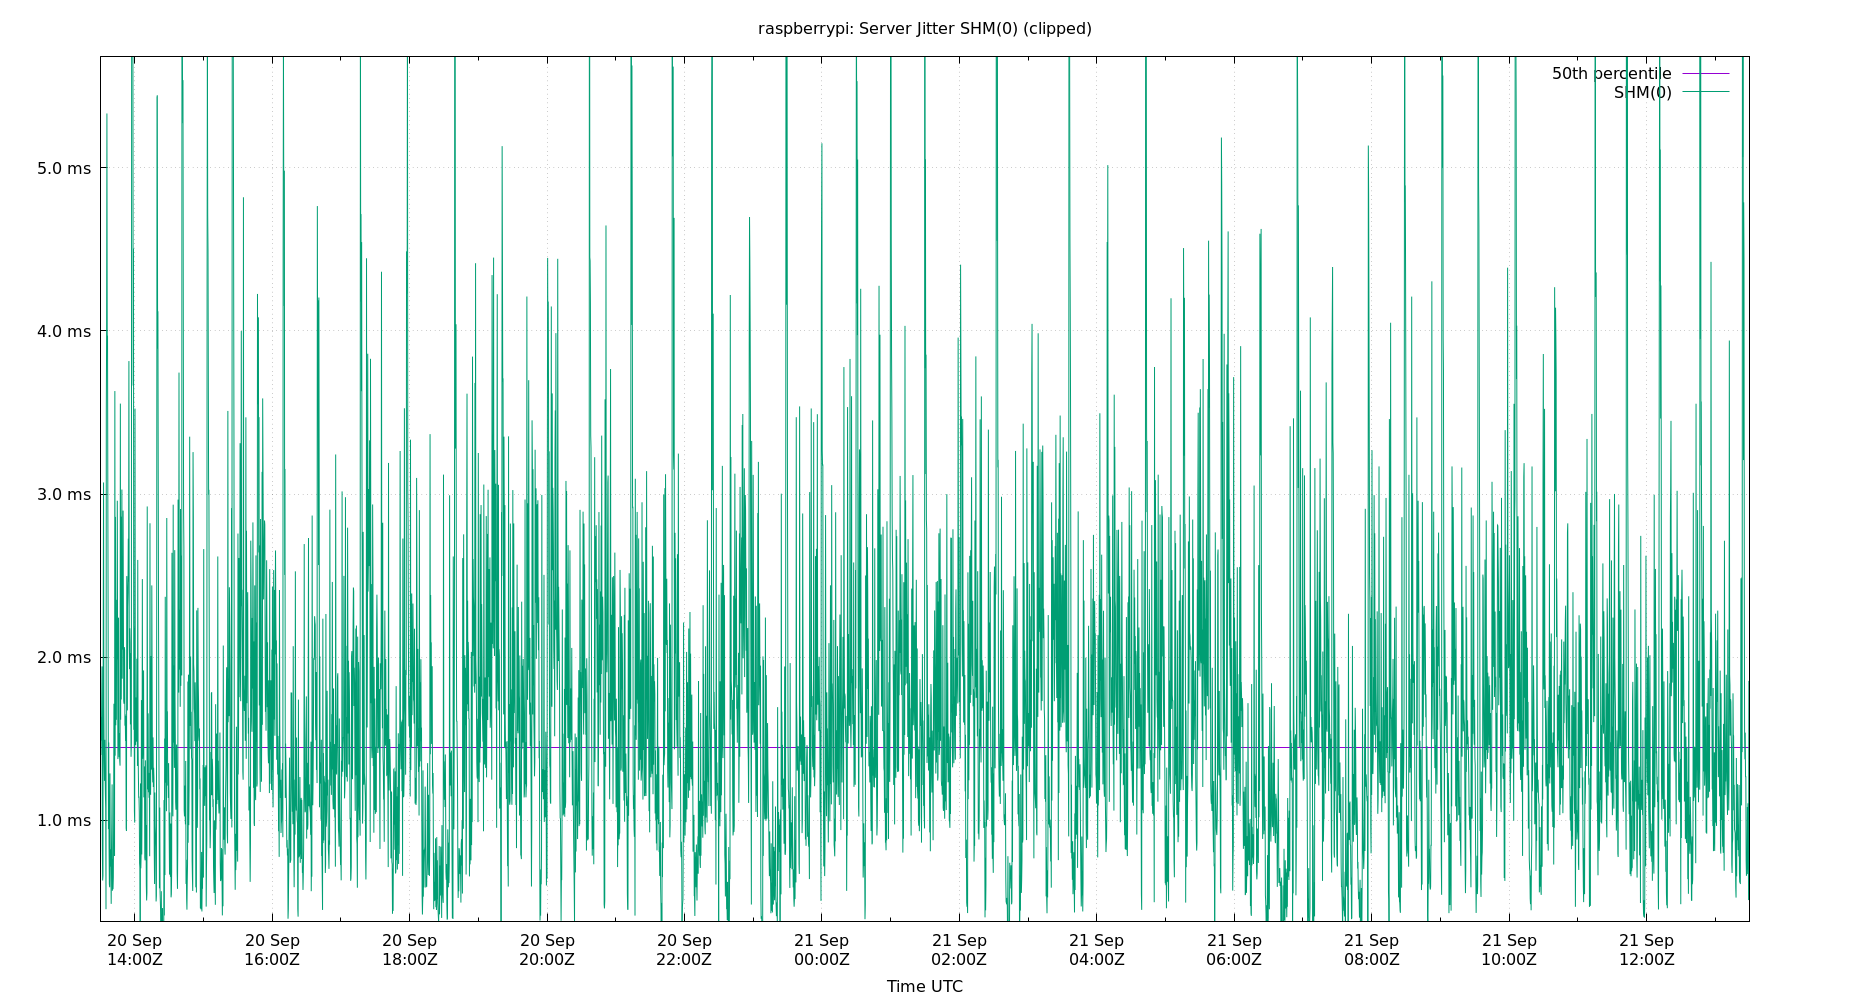 raspberrypi: Server Jitter SHM(0) (clipped)
50th percentile
SHM(0)
5.0 ms
4.0 ms
3.0 ms
2.0 ms
1.0 ms
20 Sep 20 Sep 20 Sep 20 Sep 20 Sep 21 Sep 21 Sep 21 Sep 21 Sep 21 Sep 21 Sep 21 Sep
14:00Z 16:00Z 18:00Z 20:00Z 22:00Z 00:00Z 02:00Z 04:00Z 06:00Z 08:00Z 10:00Z 12:00Z
Time UTC